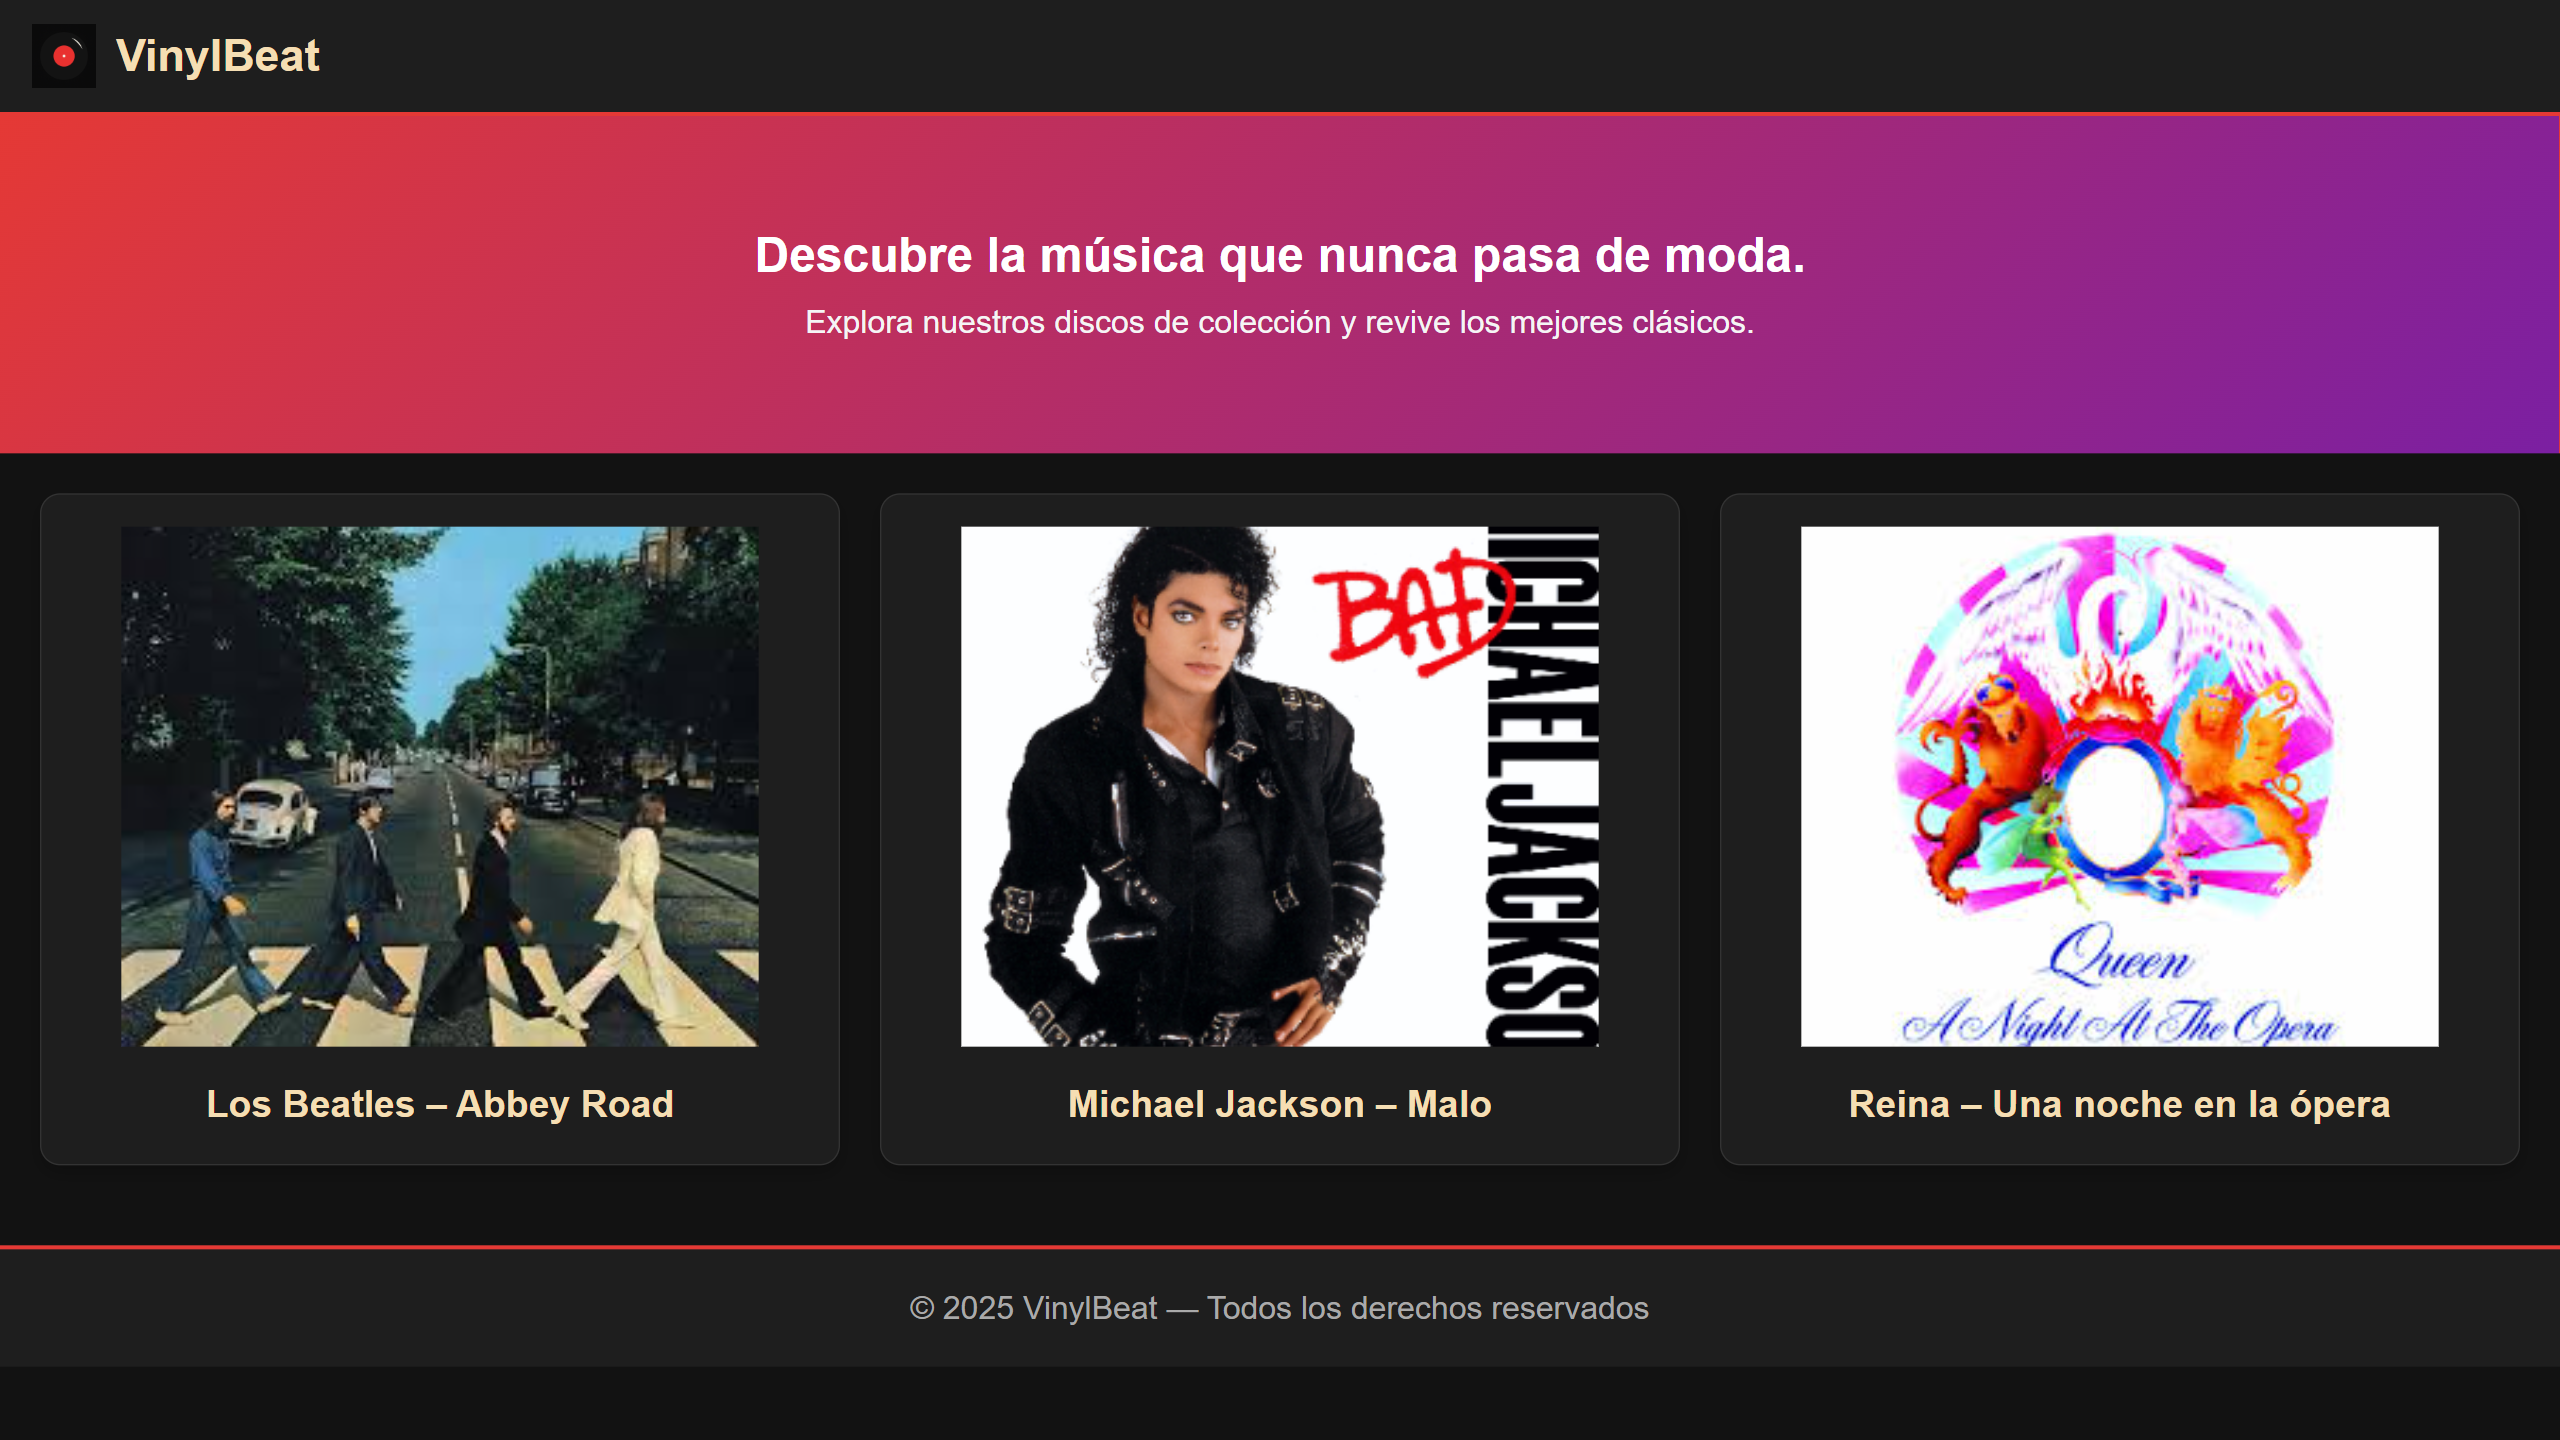 VinylBeat
Descubre la música que nunca pasa de moda.
Explora nuestros discos de colección y revive los mejores clásicos.
BAD
MICHAEL JACKSO
Queen
A Night At The Opera
Los Beatles – Abbey Road
Michael Jackson – Malo
Reina – Una noche en la ópera
© 2025 VinylBeat — Todos los derechos reservados